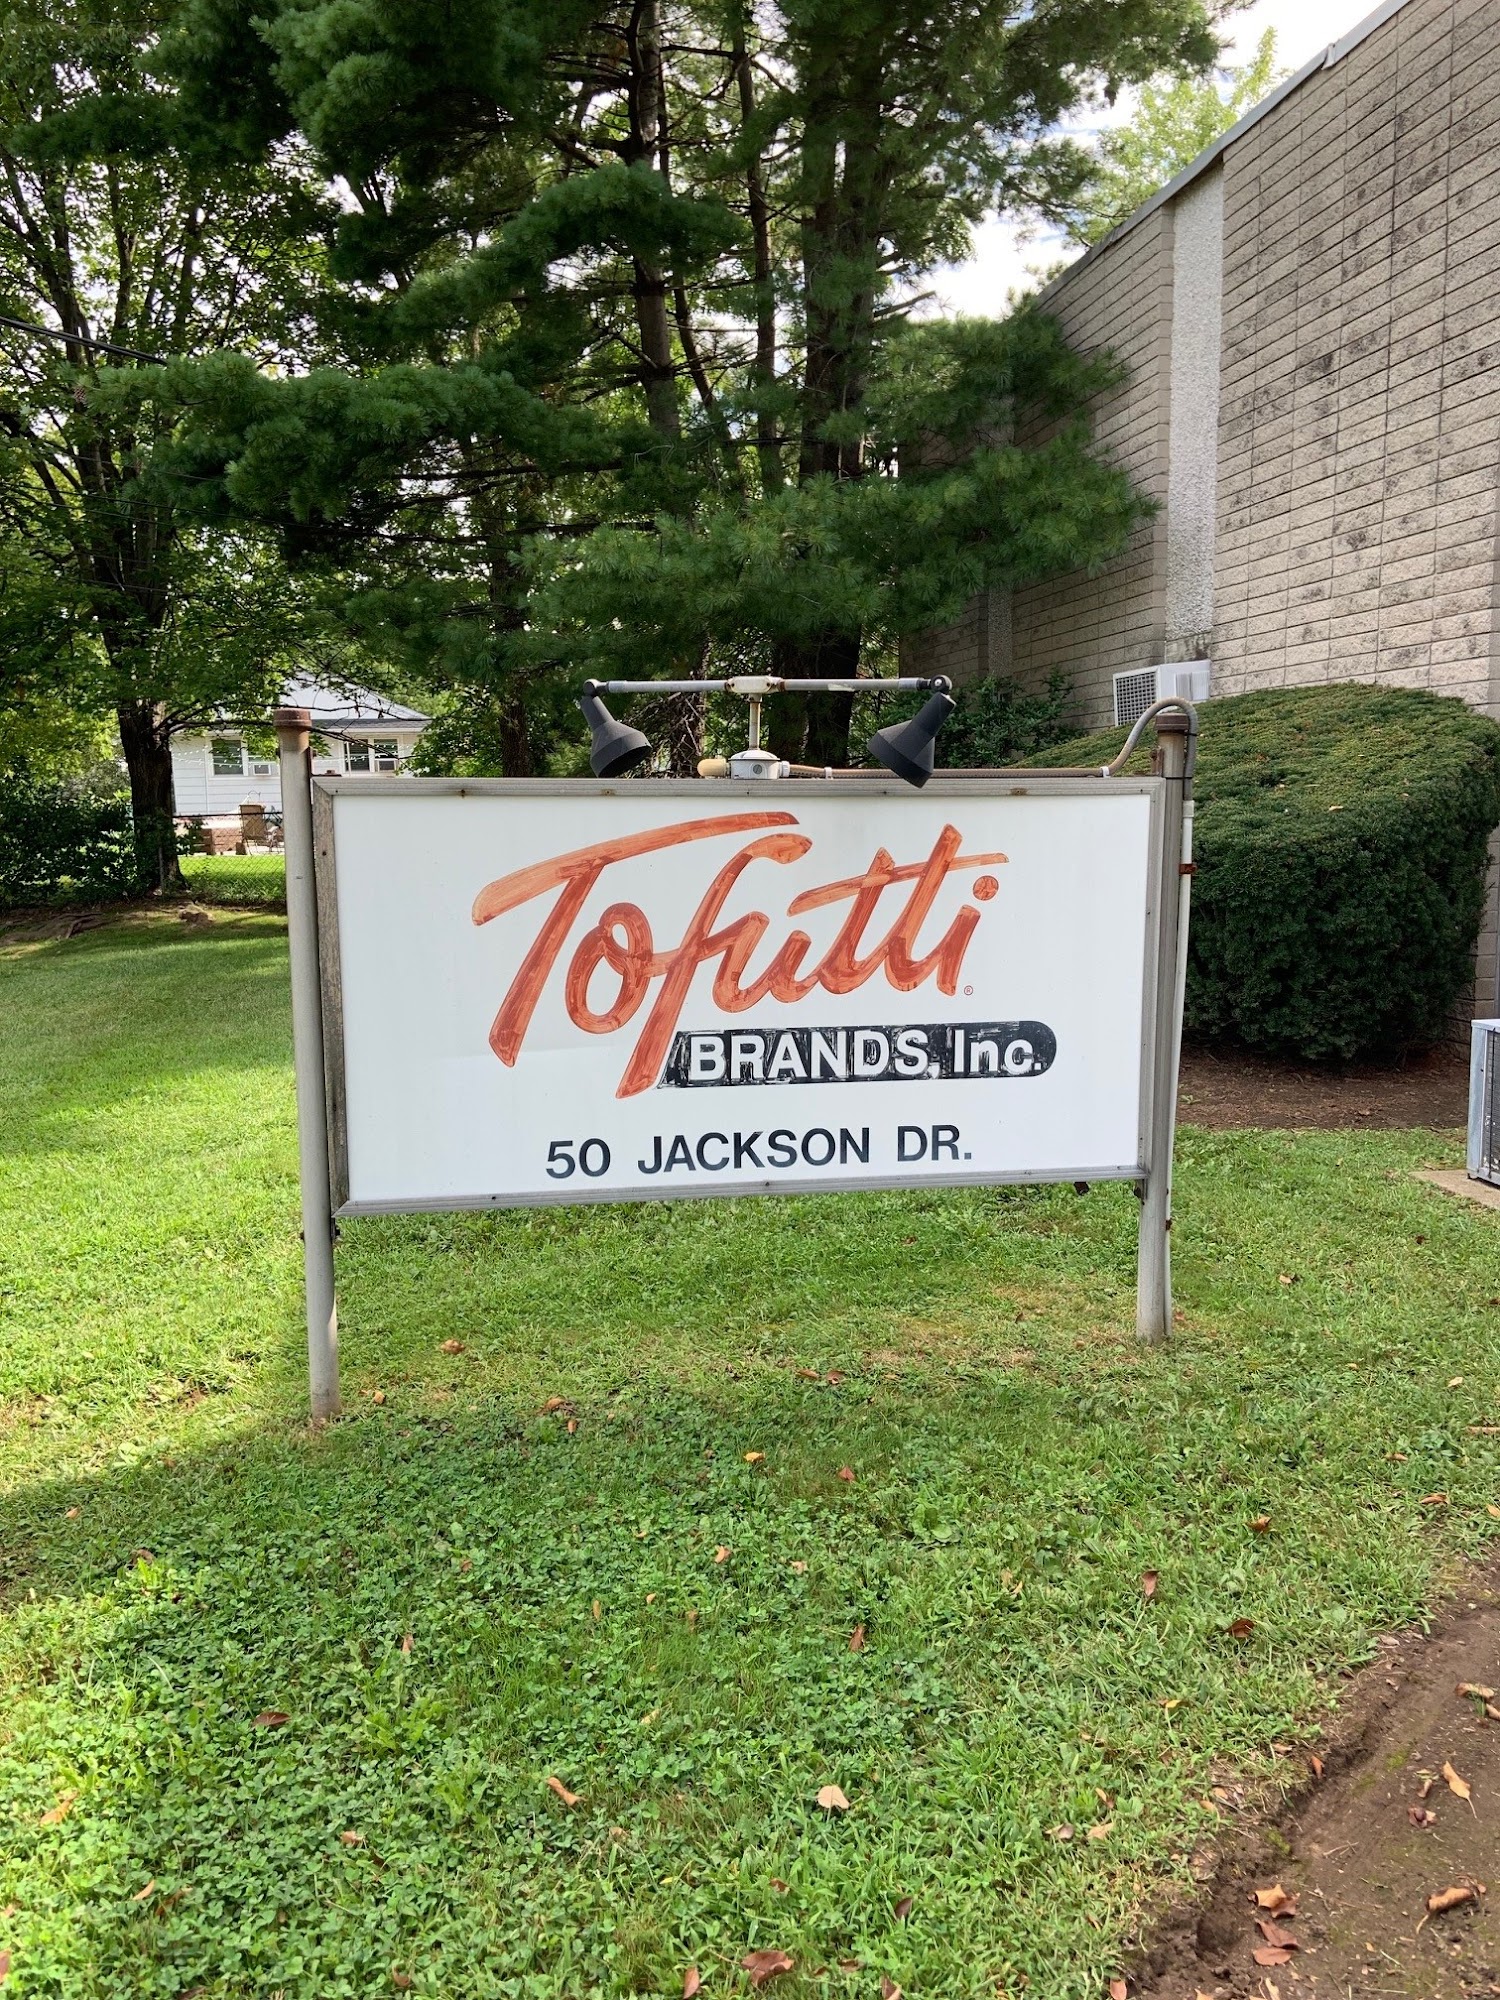 Tofutti®
BRANDS, Inc.
50 JACKSON DR.